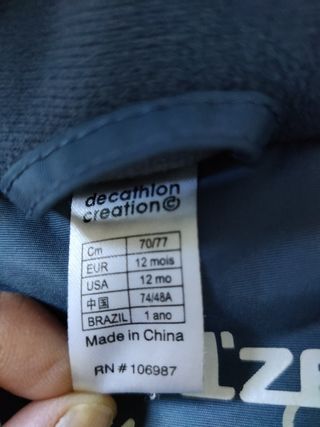 decathlon
creation©
Cm 70/77
EUR 12 mois
USA 12 mo
中国 74/48A
BRAZIL 1 ano
Made in China
RN # 106987